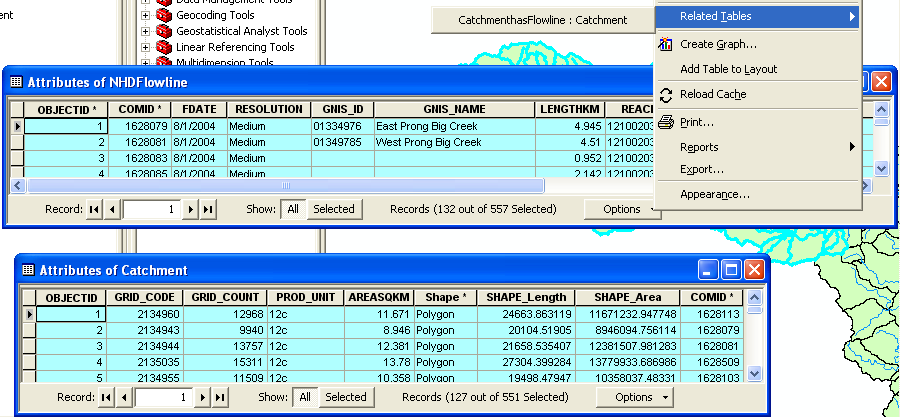 Data Management Tools
Geocoding Tools
Geostatistical Analyst Tools
Linear Referencing Tools
Multidimension Tools
CatchmenthasFlowline : Catchment
Related Tables
Create Graph...
Add Table to Layout
Reload Cache
Print...
Reports
Export...
Appearance...
Attributes of NHDFlowline
OBJECTID * COMID * FDATE RESOLUTION GNIS_ID GNIS_NAME LENGTHKM REAC
1 1628079 8/1/2004 Medium 01334976 East Prong Big Creek 4.945 12100203
2 1628081 8/1/2004 Medium 01349785 West Prong Big Creek 4.51 12100203
3 1628083 8/1/2004 Medium 0.952 12100203
4 1628085 8/1/2004 Medium 2.142 12100203
Record: 1 Show: All Selected Records (132 out of 557 Selected) Options
Attributes of Catchment
OBJECTID GRID_CODE GRID_COUNT PROD_UNIT AREASQKM Shape * SHAPE_Length SHAPE_Area COMID *
1 2134960 12968 12c 11.671 Polygon 24663.863119 11671232.947748 1628113
2 2134943 9940 12c 8.946 Polygon 20104.51905 8946094.756114 1628079
3 2134944 13757 12c 12.381 Polygon 21658.535407 12381507.981283 1628081
4 2135035 15311 12c 13.78 Polygon 27304.399284 13779933.686986 1628509
5 2134955 11509 12c 10.358 Polygon 19498.47947 10358037.48331 1628103
Record: 1 Show: All Selected Records (127 out of 551 Selected) Options